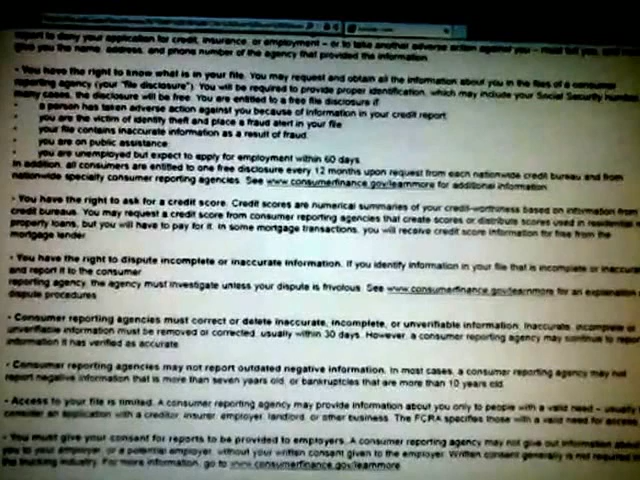 report to deny your application for credit, insurance, or employment – or to take another adverse action against you – must tell you, and
give you the name, address, and phone number of the agency that provided the information.
• You have the right to know what is in your file. You may request and obtain all the information about you in the files of a consumer
reporting agency (your "file disclosure"). You will be required to provide proper identification, which may include your Social Security number.
many cases, the disclosure will be free. You are entitled to a free file disclosure if
• a person has taken adverse action against you because of information in your credit report
• you are the victim of identity theft and place a fraud alert in your file
• your file contains inaccurate information as a result of fraud
• you are on public assistance
• you are unemployed but expect to apply for employment within 60 days.
In addition, all consumers are entitled to one free disclosure every 12 months upon request from each nationwide credit bureau and from
nationwide specialty consumer reporting agencies. See www.consumerfinance.gov/learnmore for additional information.
• You have the right to ask for a credit score. Credit scores are numerical summaries of your credit-worthiness based on information from
credit bureaus. You may request a credit score from consumer reporting agencies that create scores or distribute scores used in residential
property loans, but you will have to pay for it. In some mortgage transactions, you will receive credit score information for free from the
mortgage lender
• You have the right to dispute incomplete or inaccurate information. If you identify information in your file that is incomplete or inaccurate
and report it to the consumer
reporting agency, the agency must investigate unless your dispute is frivolous. See www.consumerfinance.gov/learnmore for an explanation
dispute procedures
• Consumer reporting agencies must correct or delete inaccurate, incomplete, or unverifiable information. Inaccurate, incomplete or
unverifiable information must be removed or corrected, usually within 30 days. However, a consumer reporting agency may continue to report
information it has verified as accurate.
• Consumer reporting agencies may not report outdated negative information. In most cases, a consumer reporting agency may not
report negative information that is more than seven years old, or bankruptcies that are more than 10 years old.
• Access to your file is limited. A consumer reporting agency may provide information about you only to people with a valid need – usually
consider an application with a creditor, insurer, employer, landlord, or other business. The FCRA specifies those with a valid need for access.
• You must give your consent for reports to be provided to employers. A consumer reporting agency may not give out information about
you to your employer, or a potential employer, without your written consent given to the employer. Written consent generally is not required in
the trucking industry. For more information, go to www.consumerfinance.gov/learnmore.